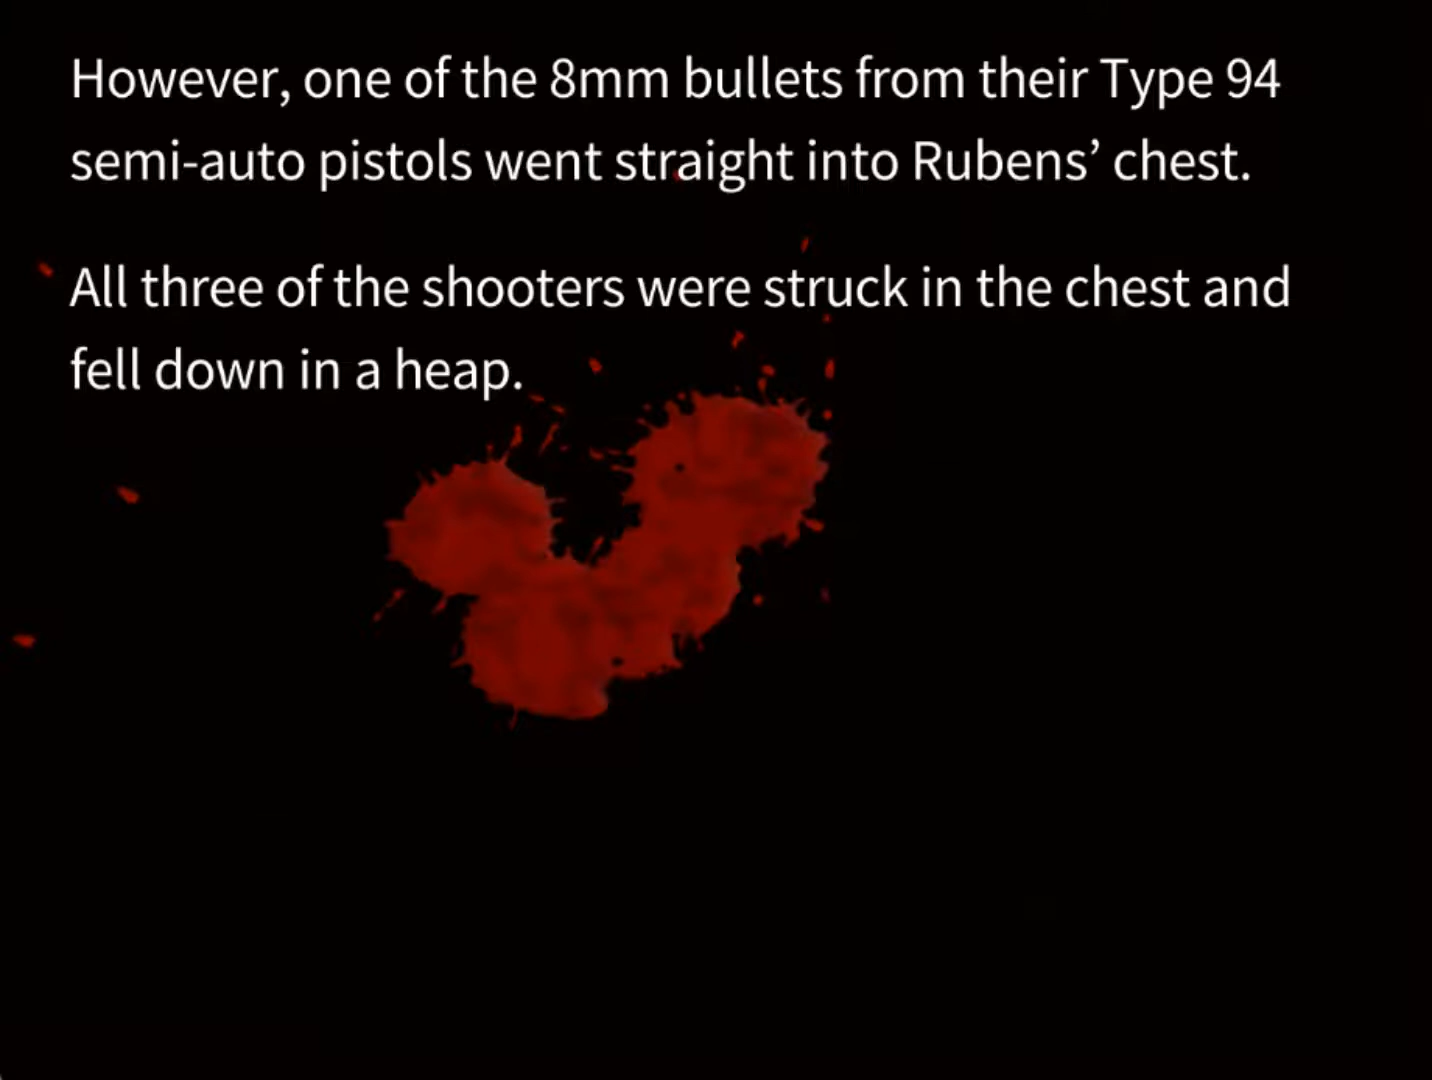 However, one of the 8mm bullets from their Type 94
semi-auto pistols went straight into Rubens’ chest.
All three of the shooters were struck in the chest and
fell down in a heap.